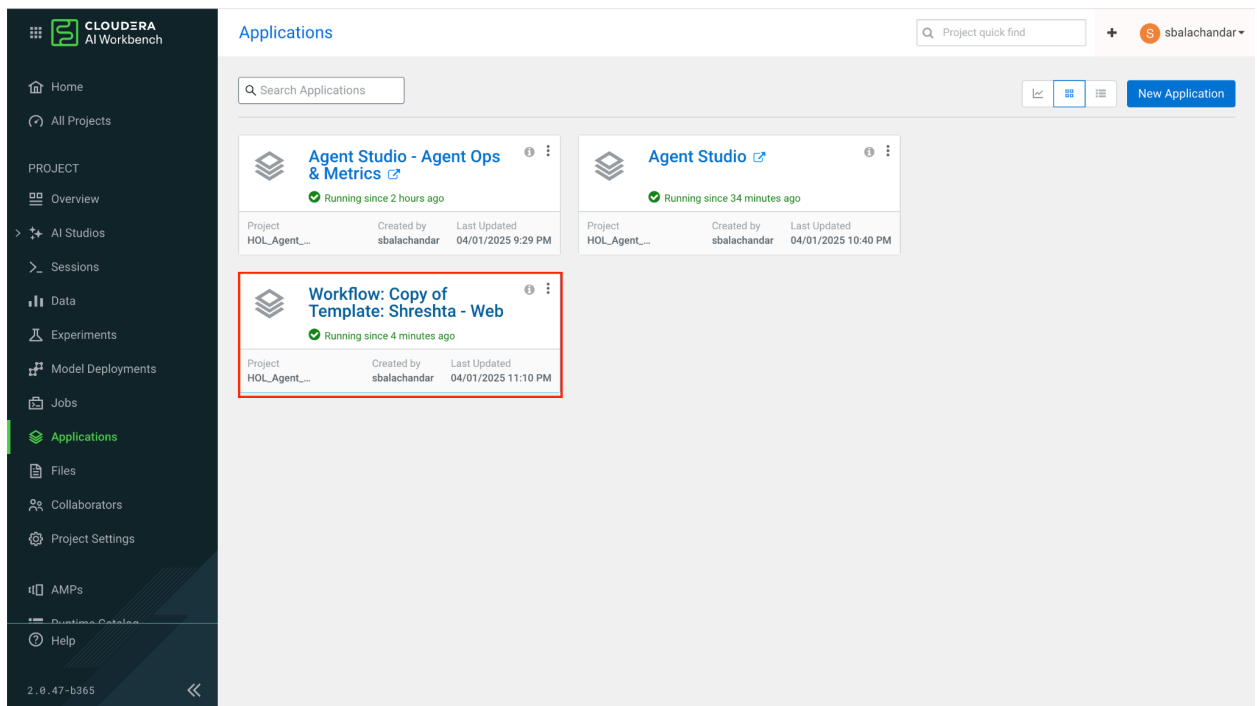 CLOUDERA
AI Workbench
Applications
Project quick find
+
S
sbalachandar
Home
All Projects
PROJECT
Overview
AI Studios
Sessions
Data
Experiments
Model Deployments
Jobs
Applications
Files
Collaborators
Project Settings
AMPs
Runtime Catalog
Help
2.0.47-b365
Search Applications
New Application
Agent Studio - Agent Ops
& Metrics
Running since 2 hours ago
Project Created by Last Updated
HOL_Agent_... sbalachandar 04/01/2025 9:29 PM
Agent Studio
Running since 34 minutes ago
Project Created by Last Updated
HOL_Agent_... sbalachandar 04/01/2025 10:40 PM
Workflow: Copy of
Template: Shreshta - Web
Running since 4 minutes ago
Project Created by Last Updated
HOL_Agent_... sbalachandar 04/01/2025 11:10 PM